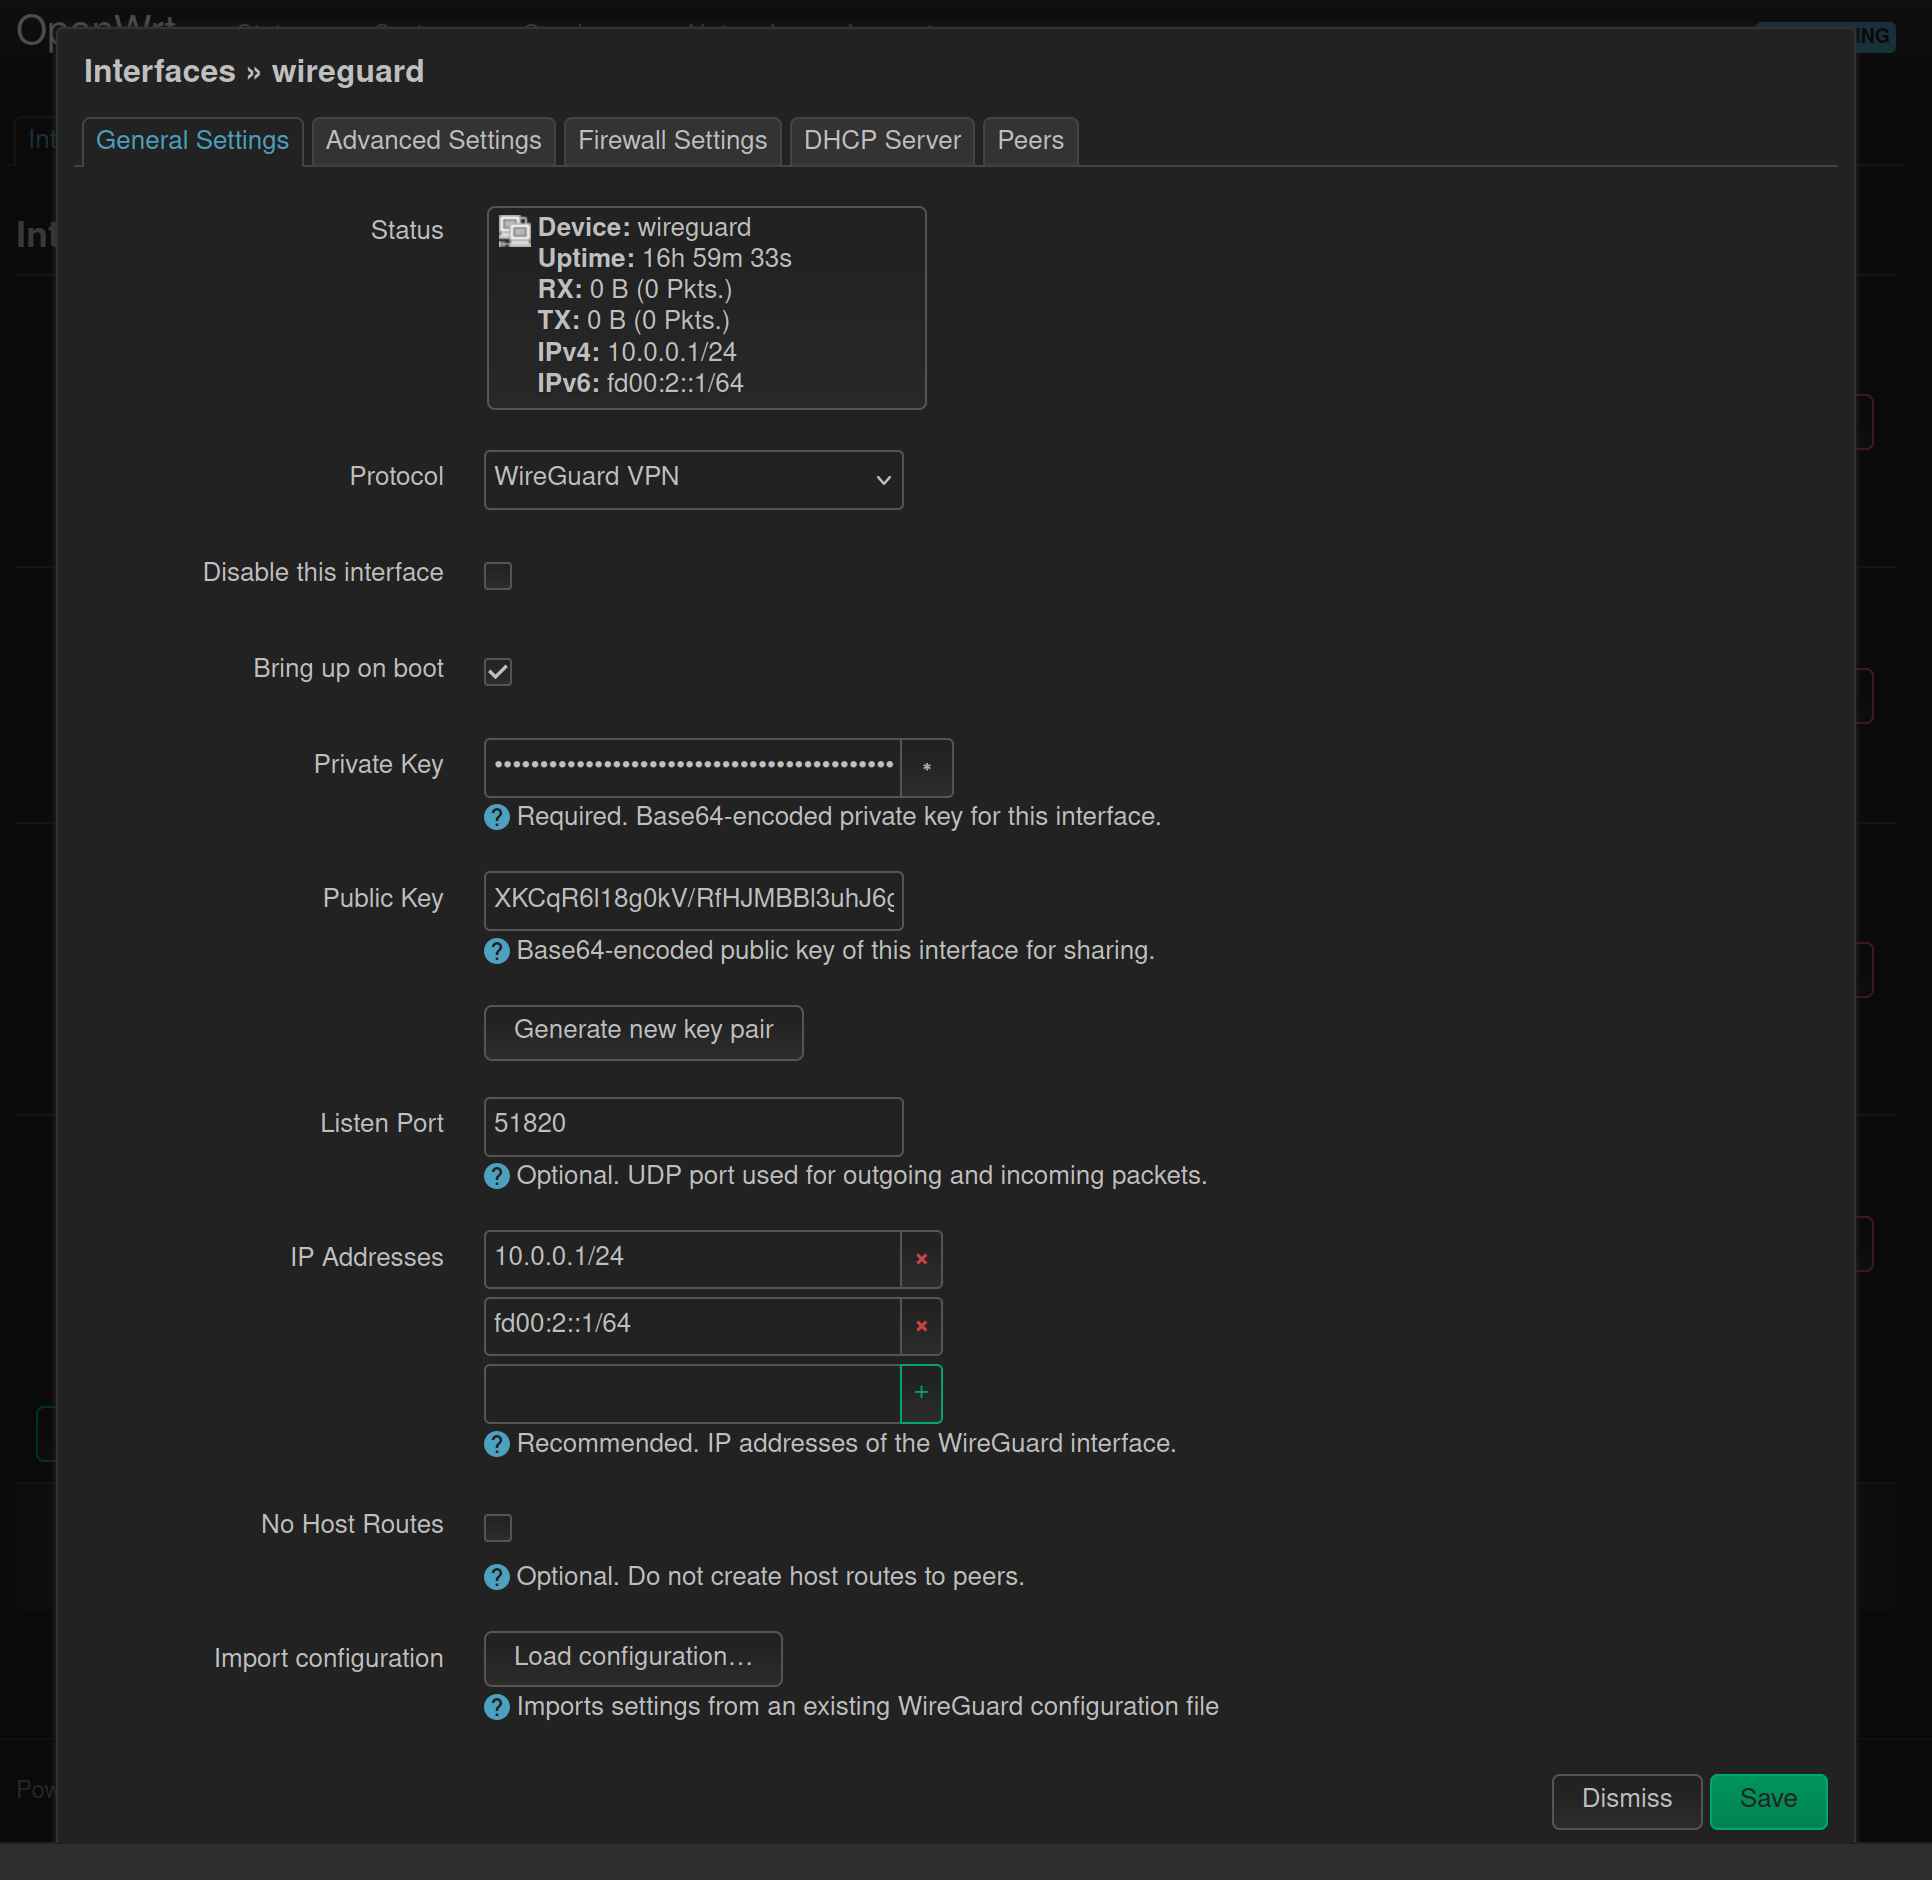 OpenWrt
ING
Interfaces » wireguard
General Settings Advanced Settings Firewall Settings DHCP Server Peers
Int
Int
Status
Device: wireguard
Uptime: 16h 59m 33s
RX: 0 B (0 Pkts.)
TX: 0 B (0 Pkts.)
IPv4: 10.0.0.1/24
IPv6: fd00:2::1/64
Protocol WireGuard VPN
Disable this interface
Bring up on boot
Private Key •••••••••••••••••••••••••••••••••••••••••••• *
Required. Base64-encoded private key for this interface.
Public Key XKCqR6l18g0kV/RfHJMBBl3uhJ6g
Base64-encoded public key of this interface for sharing.
Generate new key pair
Listen Port 51820
Optional. UDP port used for outgoing and incoming packets.
IP Addresses 10.0.0.1/24 ×
fd00:2::1/64 ×
+
Recommended. IP addresses of the WireGuard interface.
No Host Routes
Optional. Do not create host routes to peers.
Import configuration Load configuration…
Imports settings from an existing WireGuard configuration file
Pow
Dismiss Save